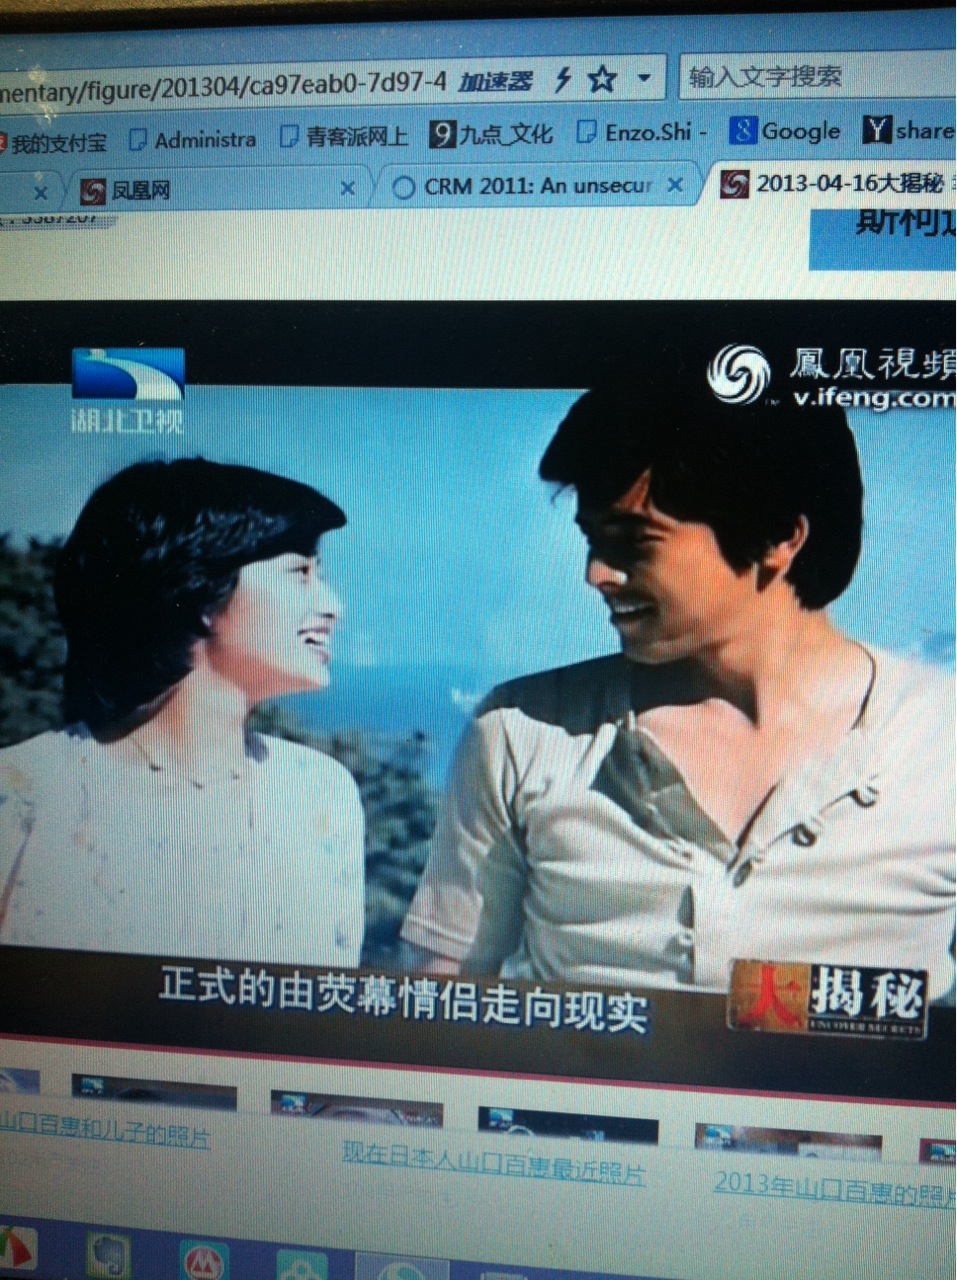 mentary/figure/201304/ca97eab0-7d97-4 加速器
输入文字搜索
我的支付宝 Administra 青客派网上 九点_文化 Enzo.Shi - Google share
凤凰网 CRM 2011: An unsecur 2013-04-16大揭秘
5587207
斯柯
湖北卫视
鳳凰視頻
v.ifeng.com
正式的由荧幕情侣走向现实
大揭秘
UNCOVER SECRETS
山口百惠和儿子的照片
现在日本人山口百惠最近照片
2013年山口百惠的照片